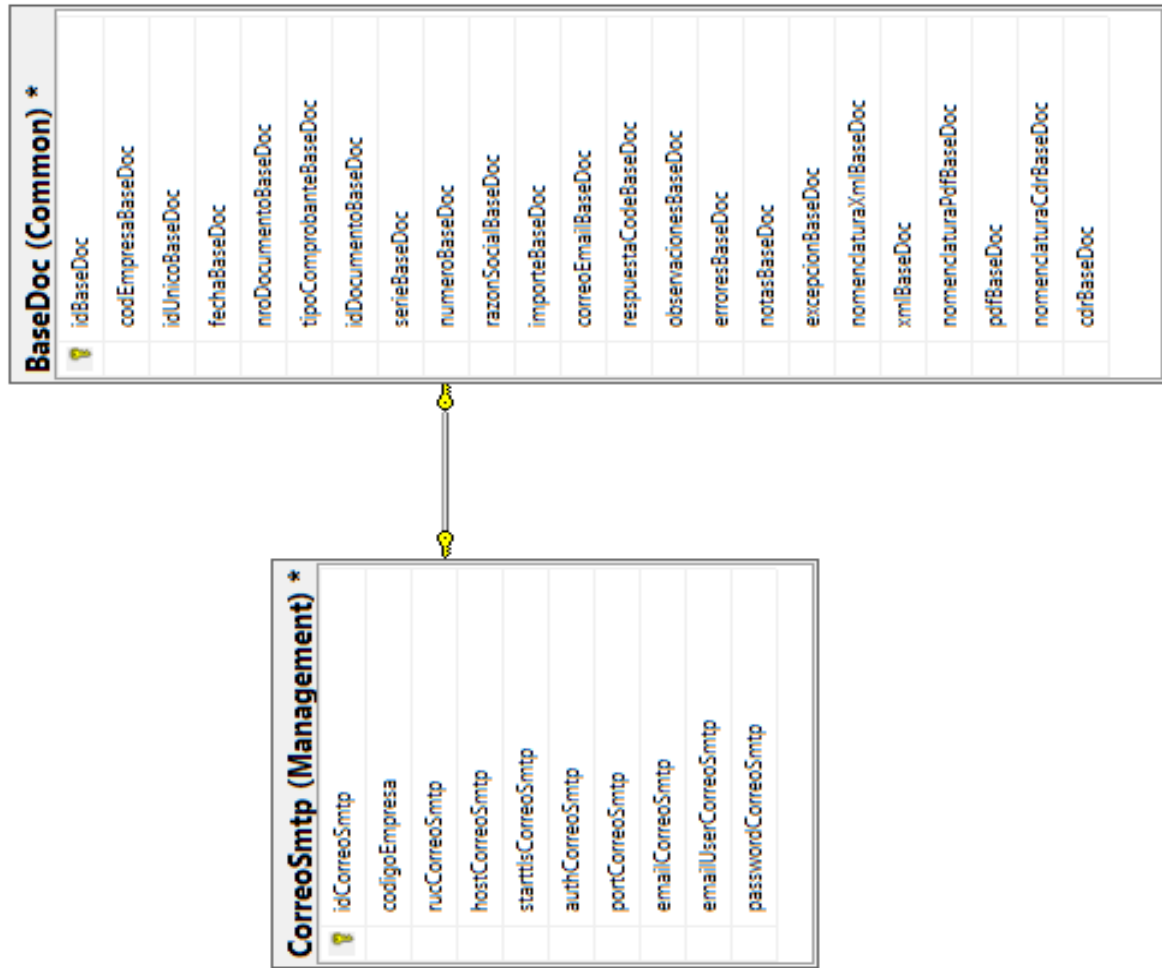 BaseDoc (Common) *
idBaseDoc
codEmpresaBaseDoc
idUnicoBaseDoc
fechaBaseDoc
nroDocumentoBaseDoc
tipoComprobanteBaseDoc
idDocumentoBaseDoc
serieBaseDoc
numeroBaseDoc
razonSocialBaseDoc
importeBaseDoc
correoEmailBaseDoc
respuestaCodeBaseDoc
observacionesBaseDoc
erroresBaseDoc
notasBaseDoc
excepcionBaseDoc
nomenclaturaXmlBaseDoc
xmlBaseDoc
nomenclaturaPdfBaseDoc
pdfBaseDoc
nomenclaturaCdrBaseDoc
cdrBaseDoc
CorreoSmtp (Management) *
idCorreoSmtp
codigoEmpresa
rucCorreoSmtp
hostCorreoSmtp
starttlsCorreoSmtp
authCorreoSmtp
portCorreoSmtp
emailCorreoSmtp
emailUserCorreoSmtp
passwordCorreoSmtp